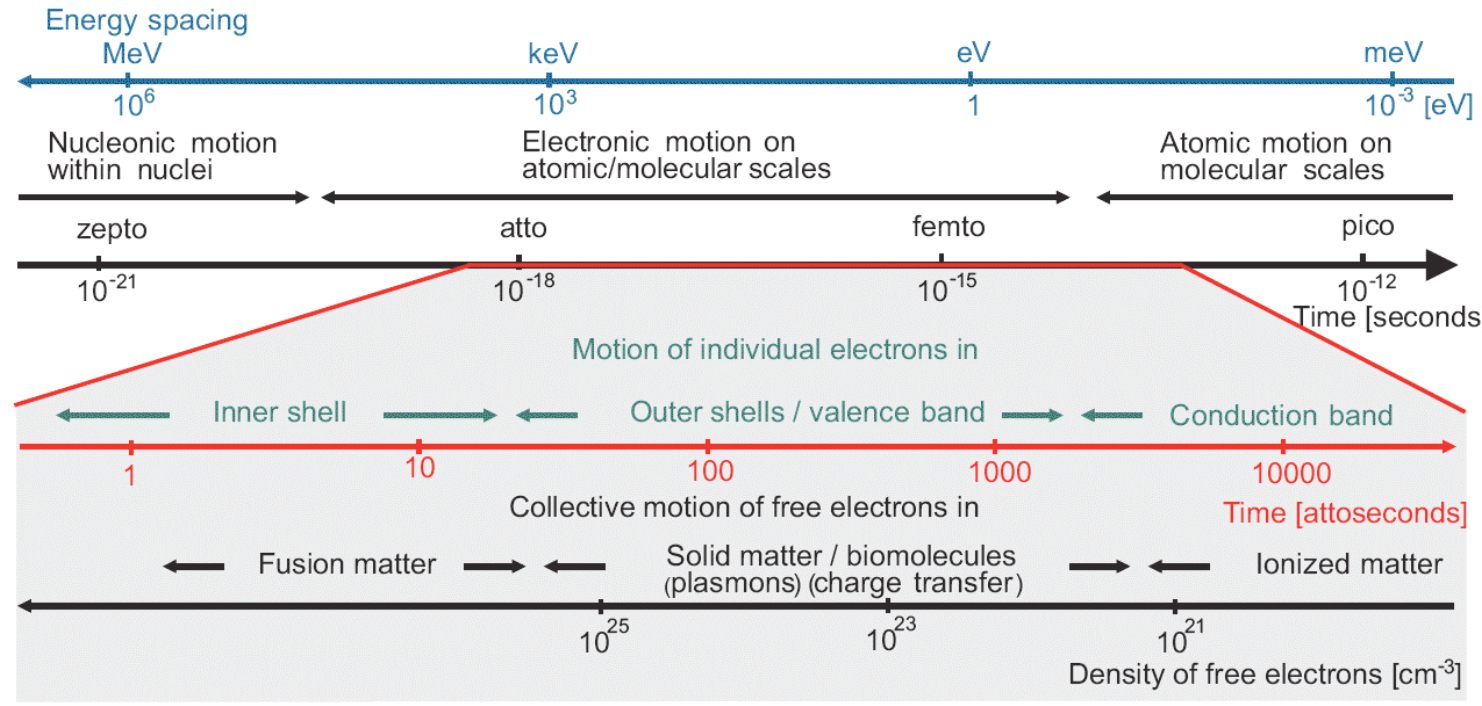 Energy spacing
MeV keV eV meV
10⁶ 10³ 1 10⁻³ [eV]
Nucleonic motion
within nuclei
Electronic motion on
atomic/molecular scales
Atomic motion on
molecular scales
zepto atto femto pico
10⁻²¹ 10⁻¹⁸ 10⁻¹⁵ 10⁻¹²
Time [seconds
Motion of individual electrons in
Inner shell Outer shells / valence band Conduction band
1 10 100 1000 10000
Time [attoseconds]
Collective motion of free electrons in
Fusion matter
Solid matter / biomolecules
(plasmons) (charge transfer)
Ionized matter
10²⁵ 10²³ 10²¹
Density of free electrons [cm⁻³]